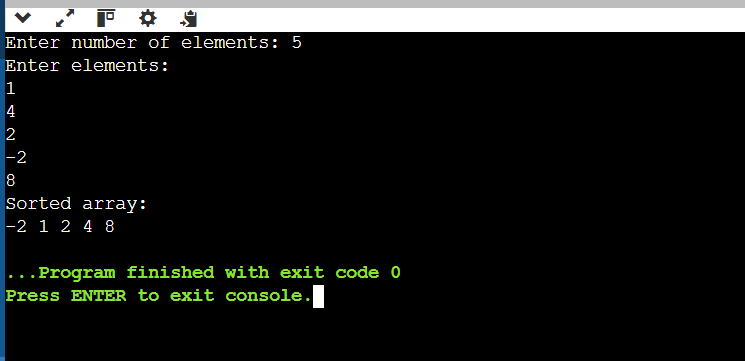 Enter number of elements: 5
Enter elements:
1
4
2
-2
8
Sorted array:
-2 1 2 4 8
...Program finished with exit code 0
Press ENTER to exit console.